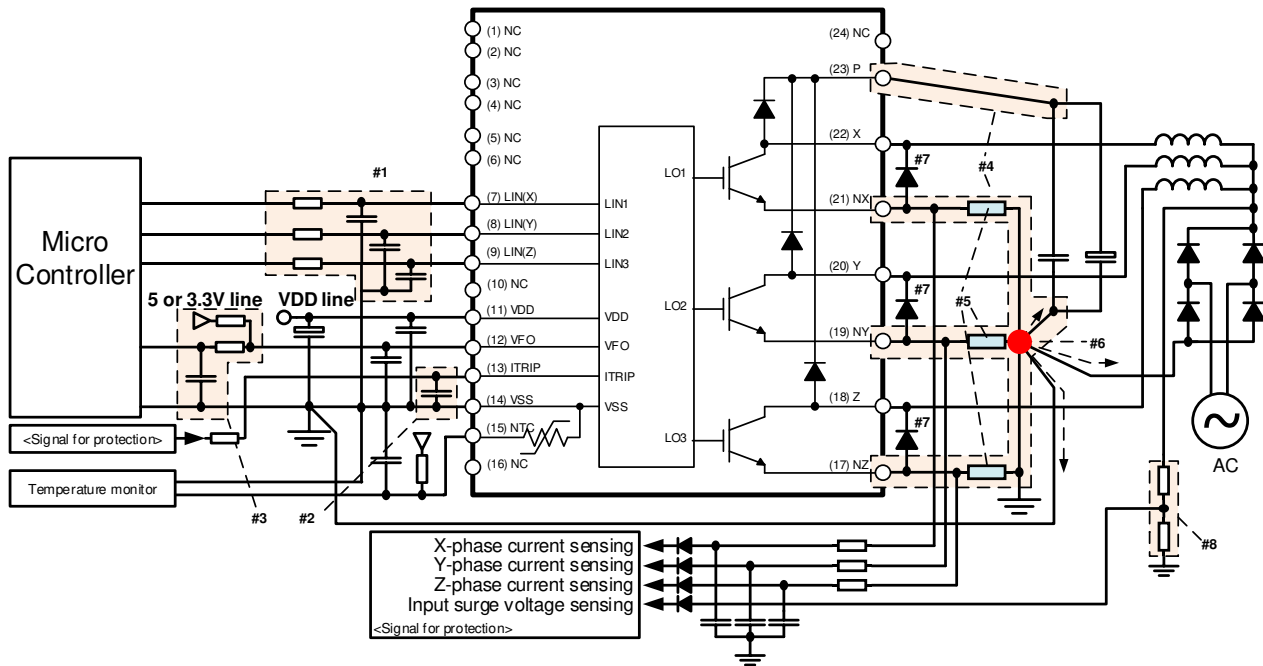 (1) NC
(2) NC
(3) NC
(4) NC
(5) NC
(6) NC
(7) LIN(X)
(8) LIN(Y)
(9) LIN(Z)
(10) NC
(11) VDD
(12) VFO
(13) ITRIP
(14) VSS
(15) NTC
(16) NC
(24) NC
(23) P
(22) X
(21) NX
(20) Y
(19) NY
(18) Z
(17) NZ
LIN1
LIN2
LIN3
VDD
VFO
ITRIP
VSS
LO1
LO2
LO3
Micro
Controller
#1
5 or 3.3V line
VDD line
<Signal for protection>
Temperature monitor
#3
#2
#7
#4
#7
#5
#6
#7
AC
#8
X-phase current sensing
Y-phase current sensing
Z-phase current sensing
Input surge voltage sensing
<Signal for protection>